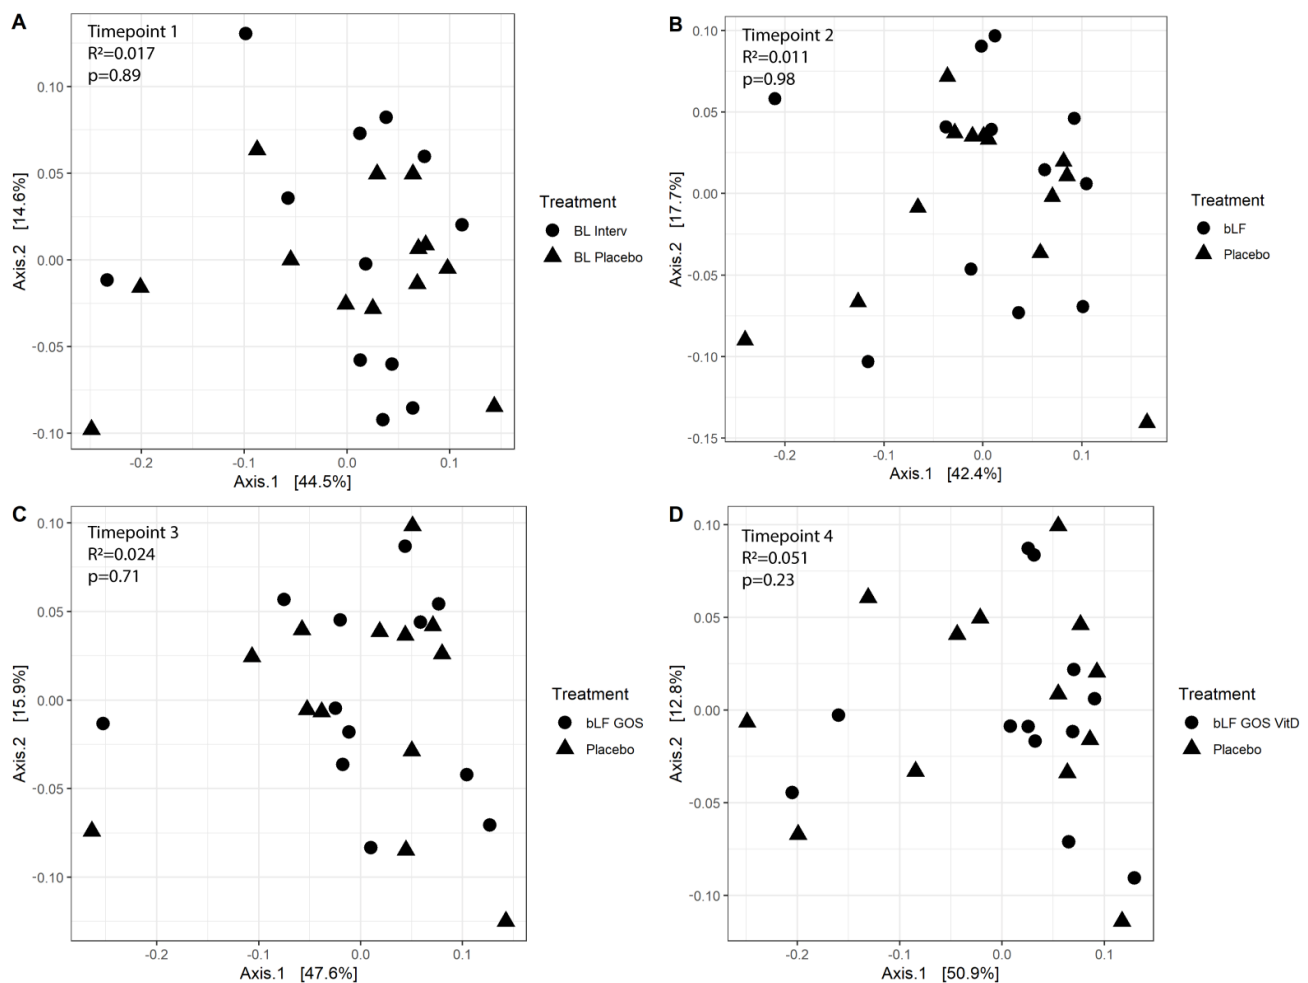 A
Timepoint 1
R²=0.017
p=0.89
0.10
0.05
0.00
-0.05
-0.10
Axis.2 [14.6%]
-0.2
-0.1
0.0
0.1
Axis.1 [44.5%]
Treatment
BL Interv
BL Placebo
B
Timepoint 2
R²=0.011
p=0.98
0.10
0.05
0.00
-0.05
-0.10
-0.15
Axis.2 [17.7%]
-0.2
-0.1
0.0
0.1
Axis.1 [42.4%]
Treatment
bLF
Placebo
C
Timepoint 3
R²=0.024
p=0.71
0.10
0.05
0.00
-0.05
-0.10
Axis.2 [15.9%]
-0.2
-0.1
0.0
0.1
Axis.1 [47.6%]
Treatment
bLF GOS
Placebo
D
Timepoint 4
R²=0.051
p=0.23
0.10
0.05
0.00
-0.05
-0.10
Axis.2 [12.8%]
-0.2
-0.1
0.0
0.1
Axis.1 [50.9%]
Treatment
bLF GOS VitD
Placebo